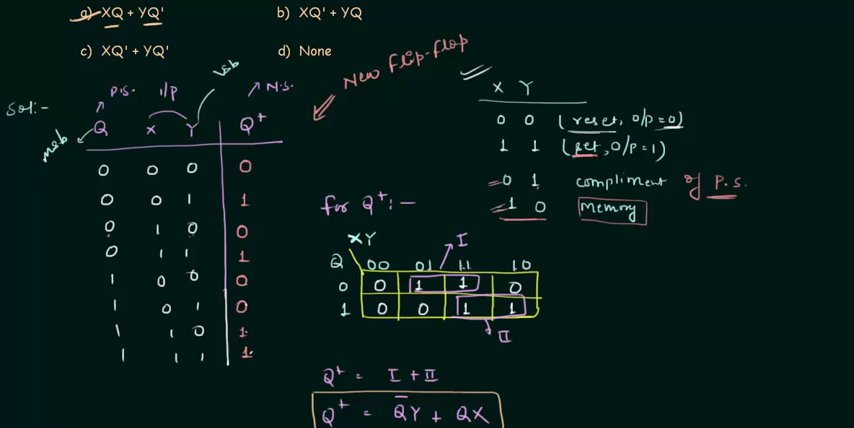 a) XQ + YQ' b) XQ' + YQ
c) XQ' + YQ' d) None
New flip-flop
Sol:-
P.S. I/P lsb N.S.
msb Q X Y Q⁺
0 0 0 0
0 0 1 1
0 1 0 0
0 1 1 1
1 0 0 0
1 0 1 0
1 1 0 1
1 1 1 1
X Y
0 0 (reset, O/P = 0)
1 1 (set, O/P = 1)
0 1 compliment of P.S.
1 0 Memory
for Q⁺:-
XY I
Q 00 01 11 10
0 0 1 1 0
1 0 0 1 1
II
Q⁺ = I + II
Q⁺ = Q̅Y + QX